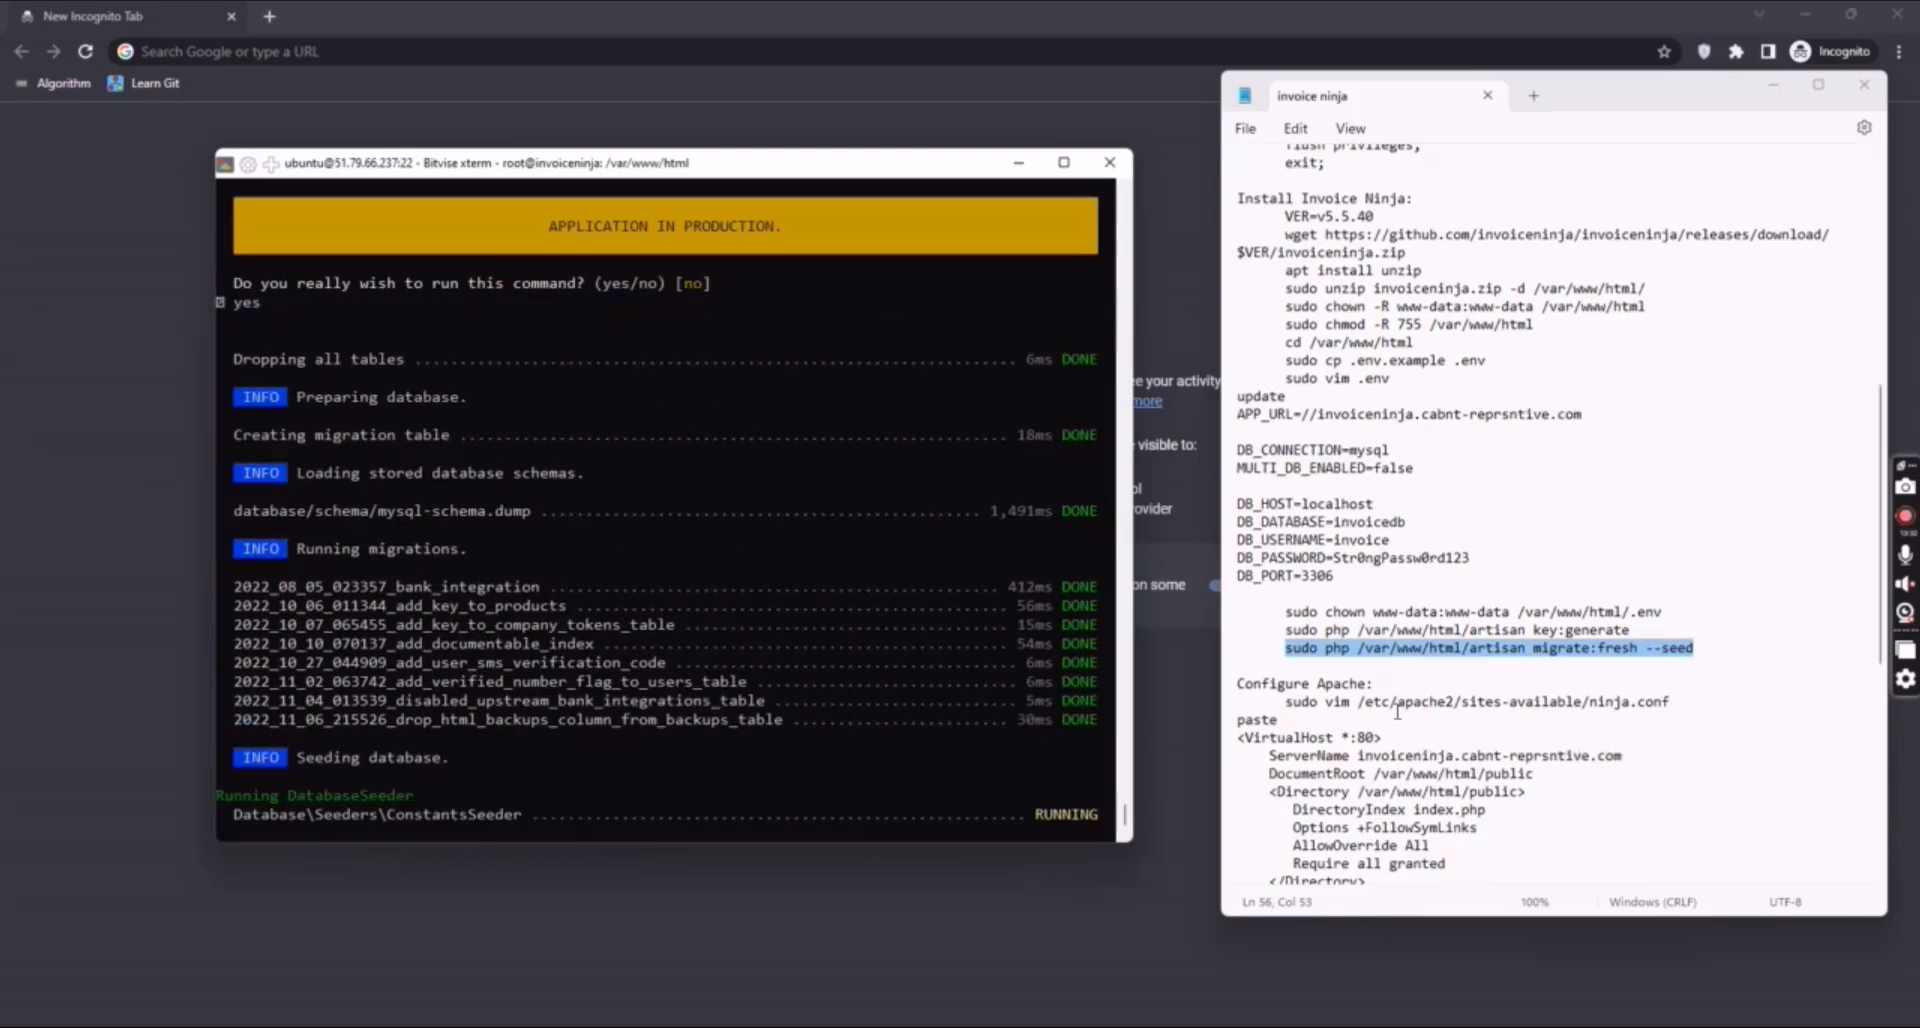 New Incognito Tab
Search Google or type a URL
Incognito
Algorithm
Learn Git
ubuntu@51.79.66.237:22 - Bitvise xterm - root@invoiceninja: /var/www/html
APPLICATION IN PRODUCTION.
Do you really wish to run this command? (yes/no) [no]
yes
Dropping all tables ........................................................................... 6ms DONE
INFO Preparing database.
Creating migration table ..................................................................... 18ms DONE
INFO Loading stored database schemas.
database/schema/mysql-schema.dump ....................................................... 1,491ms DONE
INFO Running migrations.
2022_08_05_023357_bank_integration .......................................................... 412ms DONE
2022_10_06_011344_add_key_to_products ....................................................... 56ms DONE
2022_10_07_065455_add_key_to_company_tokens_table ........................................... 15ms DONE
2022_10_10_070137_add_documentable_index .................................................... 54ms DONE
2022_10_27_044909_add_user_sms_verification_code ............................................. 6ms DONE
2022_11_02_063742_add_verified_number_flag_to_users_table .................................... 6ms DONE
2022_11_04_013539_disabled_upstream_bank_integrations_table .................................. 5ms DONE
2022_11_06_215526_drop_html_backups_column_from_backups_table ............................... 30ms DONE
INFO Seeding database.
Running DatabaseSeeder
Database\Seeders\ConstantsSeeder ............................................................. RUNNING
your activity
more
visible to:
on some
invoice ninja
File Edit View
flush privileges;
exit;
Install Invoice Ninja:
VER=v5.5.40
wget https://github.com/invoiceninja/invoiceninja/releases/download/
$VER/invoiceninja.zip
apt install unzip
sudo unzip invoiceninja.zip -d /var/www/html/
sudo chown -R www-data:www-data /var/www/html
sudo chmod -R 755 /var/www/html
cd /var/www/html
sudo cp .env.example .env
sudo vim .env
update
APP_URL=//invoiceninja.cabnt-reprsntive.com
DB_CONNECTION=mysql
MULTI_DB_ENABLED=false
DB_HOST=localhost
DB_DATABASE=invoicedb
DB_USERNAME=invoice
DB_PASSWORD=Str0ngPassw0rd123
DB_PORT=3306
sudo chown www-data:www-data /var/www/html/.env
sudo php /var/www/html/artisan key:generate
sudo php /var/www/html/artisan migrate:fresh --seed
Configure Apache:
sudo vim /etc/apache2/sites-available/ninja.conf
paste
<VirtualHost *:80>
ServerName invoiceninja.cabnt-reprsntive.com
DocumentRoot /var/www/html/public
<Directory /var/www/html/public>
DirectoryIndex index.php
Options +FollowSymLinks
AllowOverride All
Require all granted
</Directory>
Ln 56, Col 53
100%
Windows (CRLF)
UTF-8